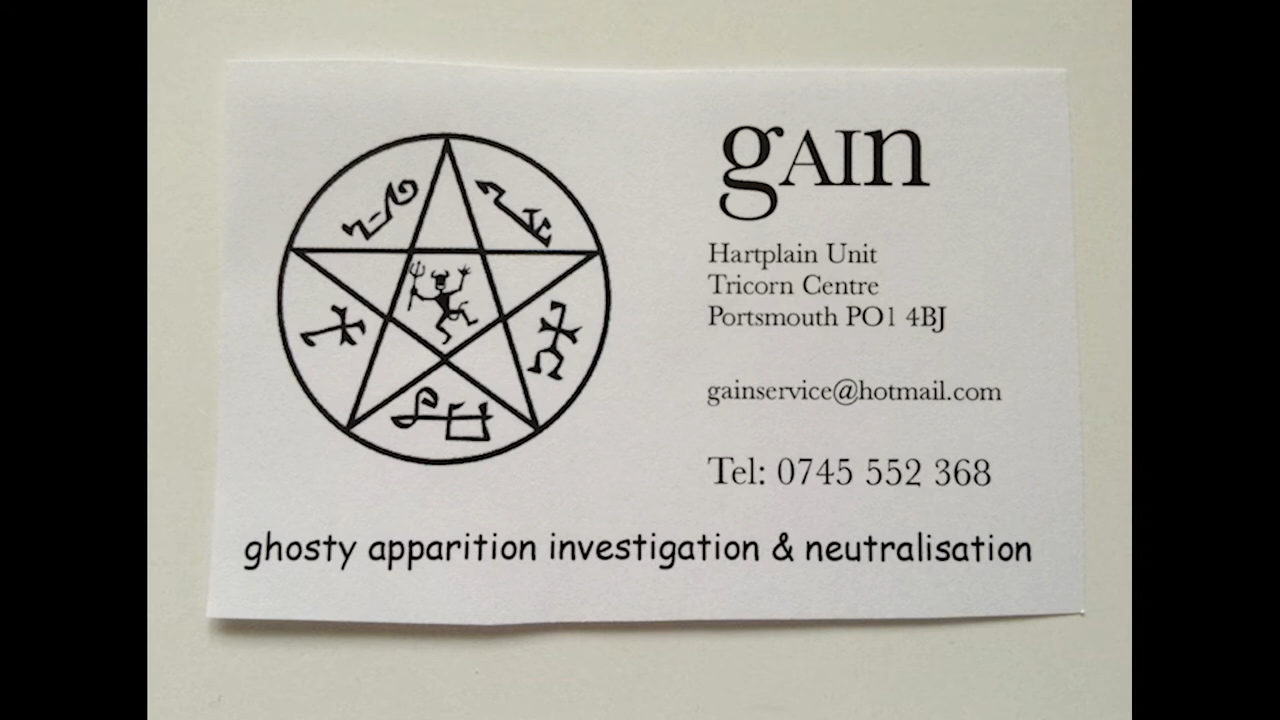 gAIn
Hartplain Unit
Tricorn Centre
Portsmouth PO1 4BJ
gainservice@hotmail.com
Tel: 0745 552 368
ghosty apparition investigation & neutralisation